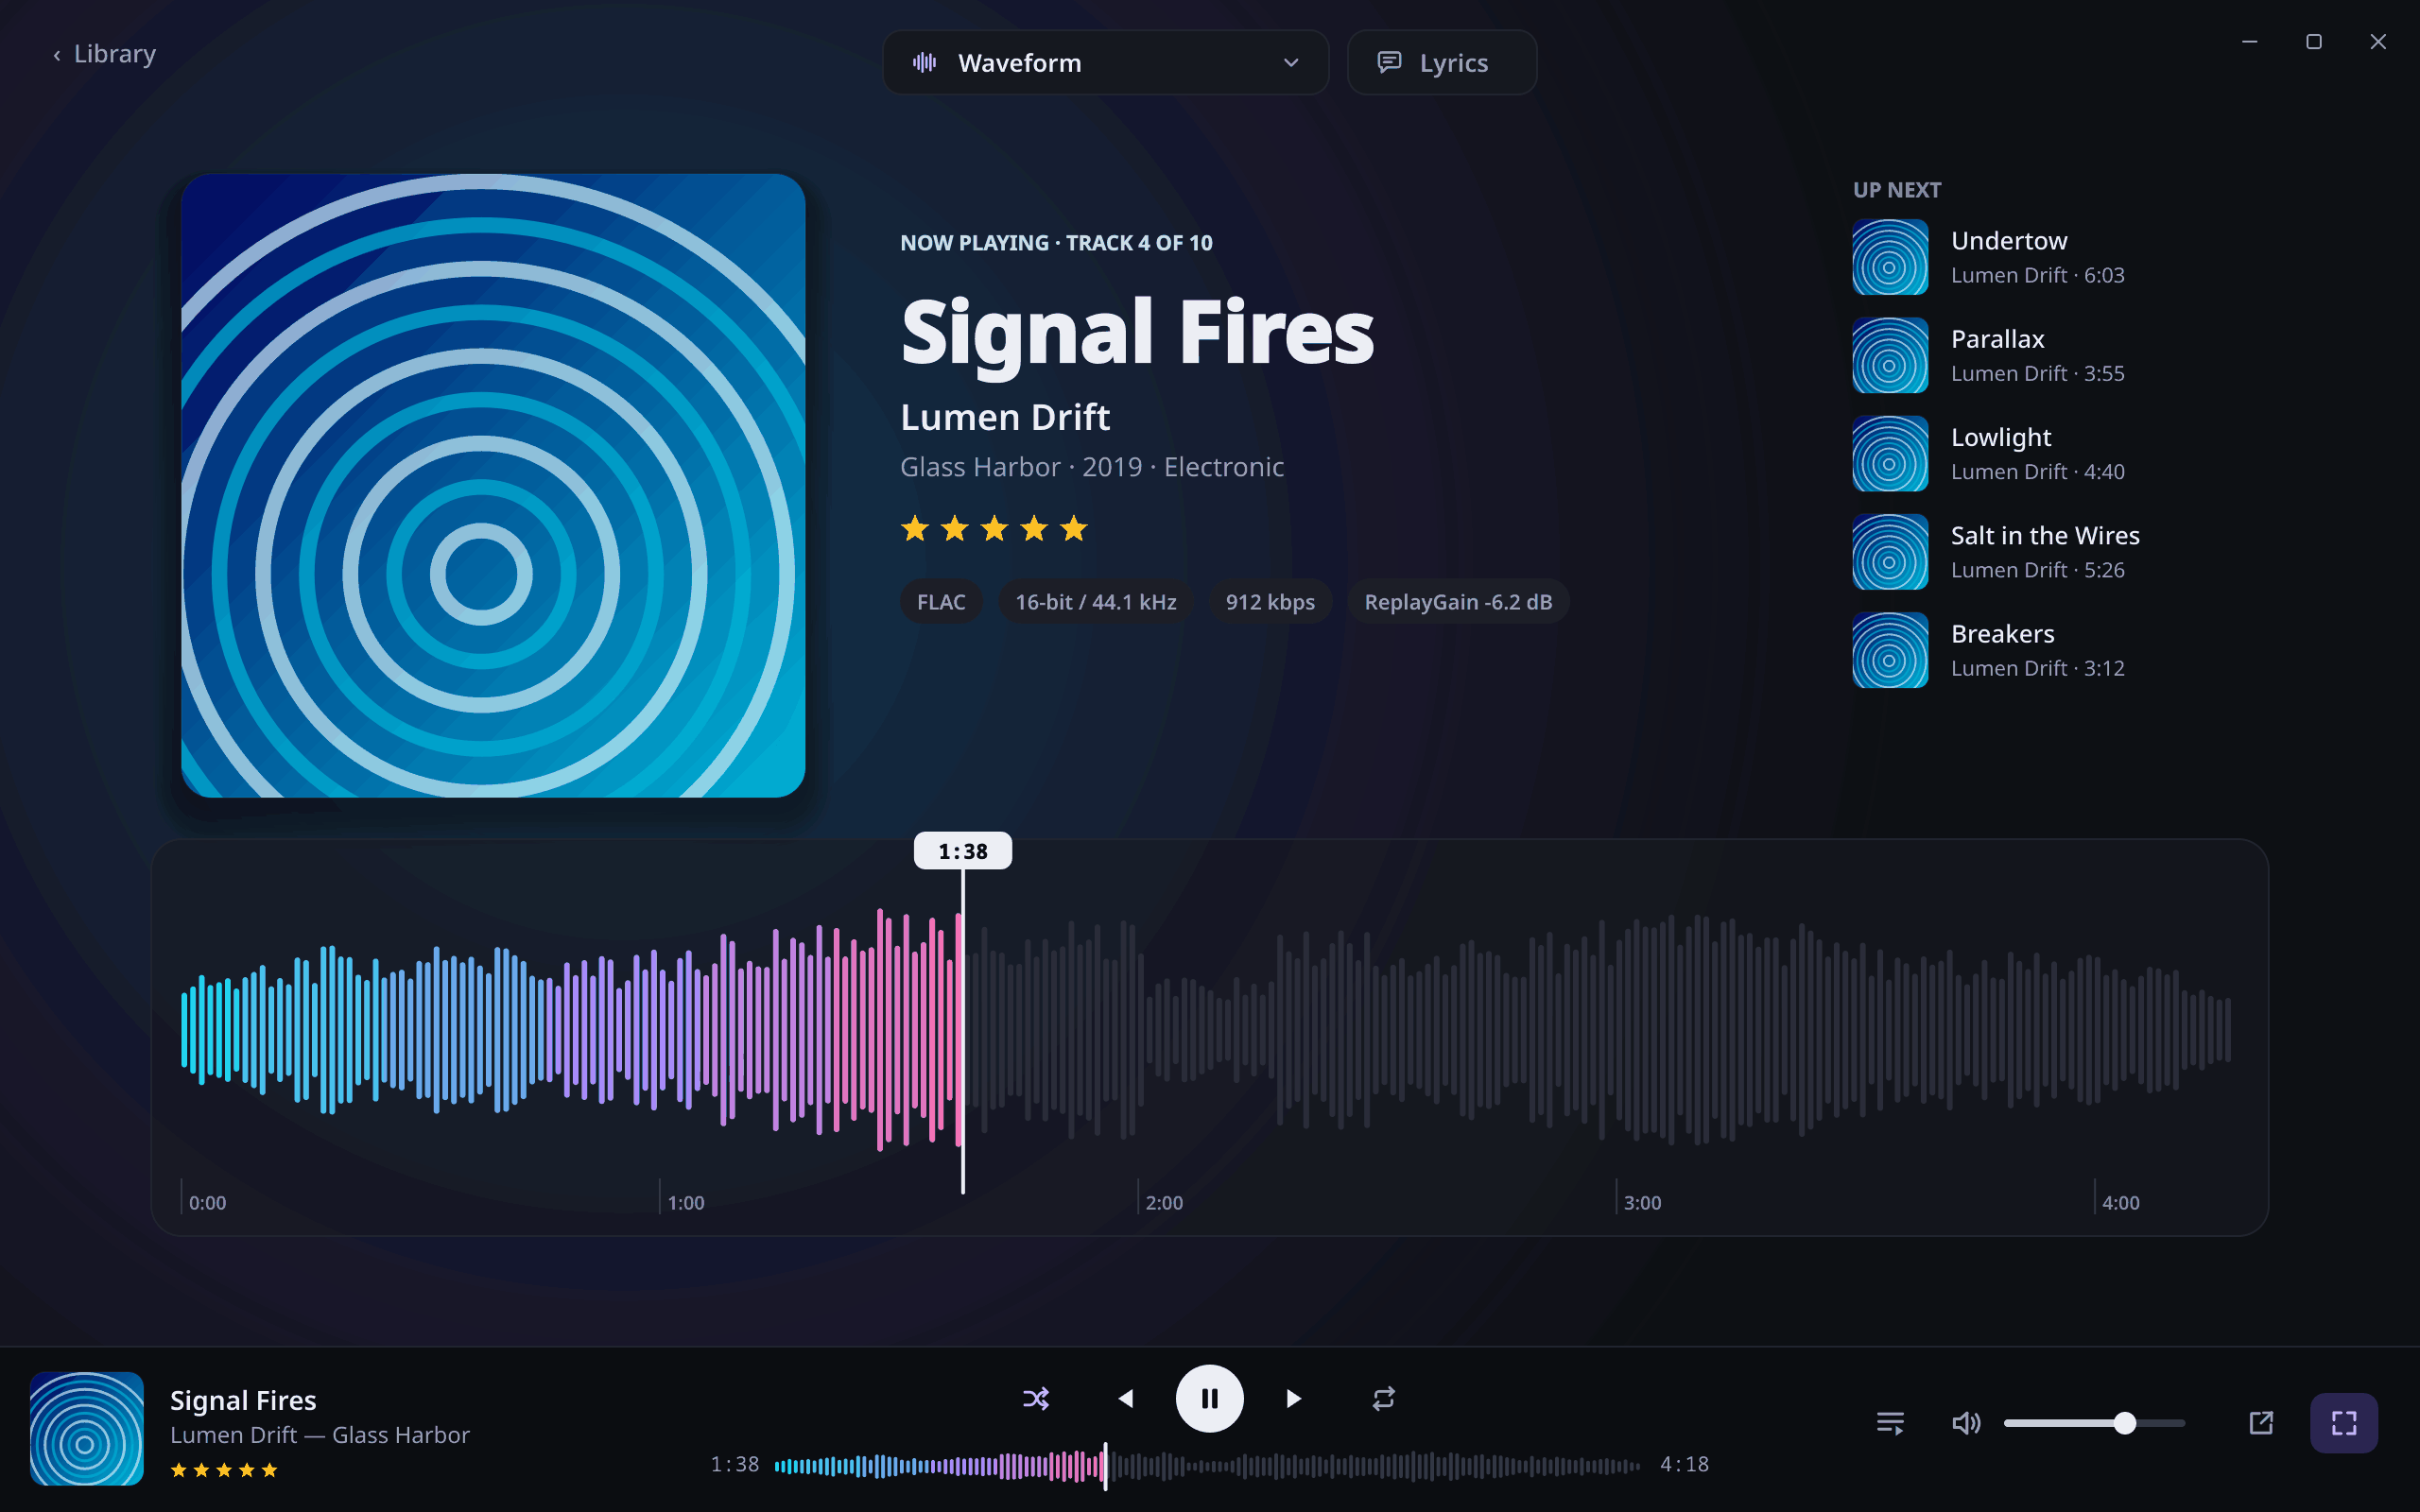 ‹ Library
Waveform
Lyrics
NOW PLAYING · TRACK 4 OF 10
Signal Fires
Lumen Drift
Glass Harbor · 2019 · Electronic
FLAC
16-bit / 44.1 kHz
912 kbps
ReplayGain -6.2 dB
UP NEXT
Undertow
Lumen Drift · 6:03
Parallax
Lumen Drift · 3:55
Lowlight
Lumen Drift · 4:40
Salt in the Wires
Lumen Drift · 5:26
Breakers
Lumen Drift · 3:12
1:38
0:00
1:00
2:00
3:00
4:00
Signal Fires
Lumen Drift — Glass Harbor
1:38
4:18